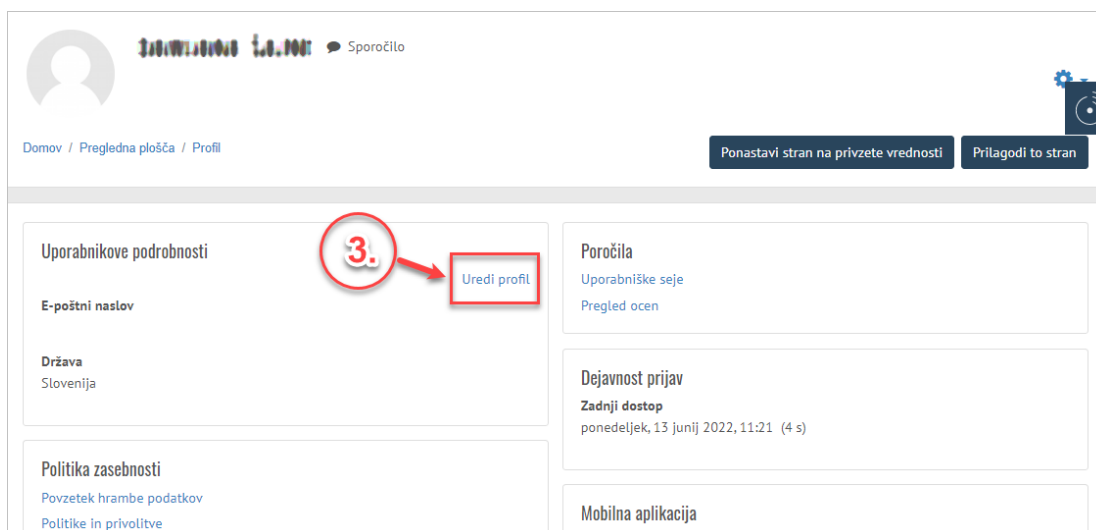 Sporočilo
Domov / Pregledna plošča / Profil
Ponastavi stran na privzete vrednosti
Prilagodi to stran
Uporabnikove podrobnosti
3.
Uredi profil
E-poštni naslov
Država
Slovenija
Politika zasebnosti
Povzetek hrambe podatkov
Politike in privolitve
Poročila
Uporabniške seje
Pregled ocen
Dejavnost prijav
Zadnji dostop
ponedeljek, 13 junij 2022, 11:21 (4 s)
Mobilna aplikacija